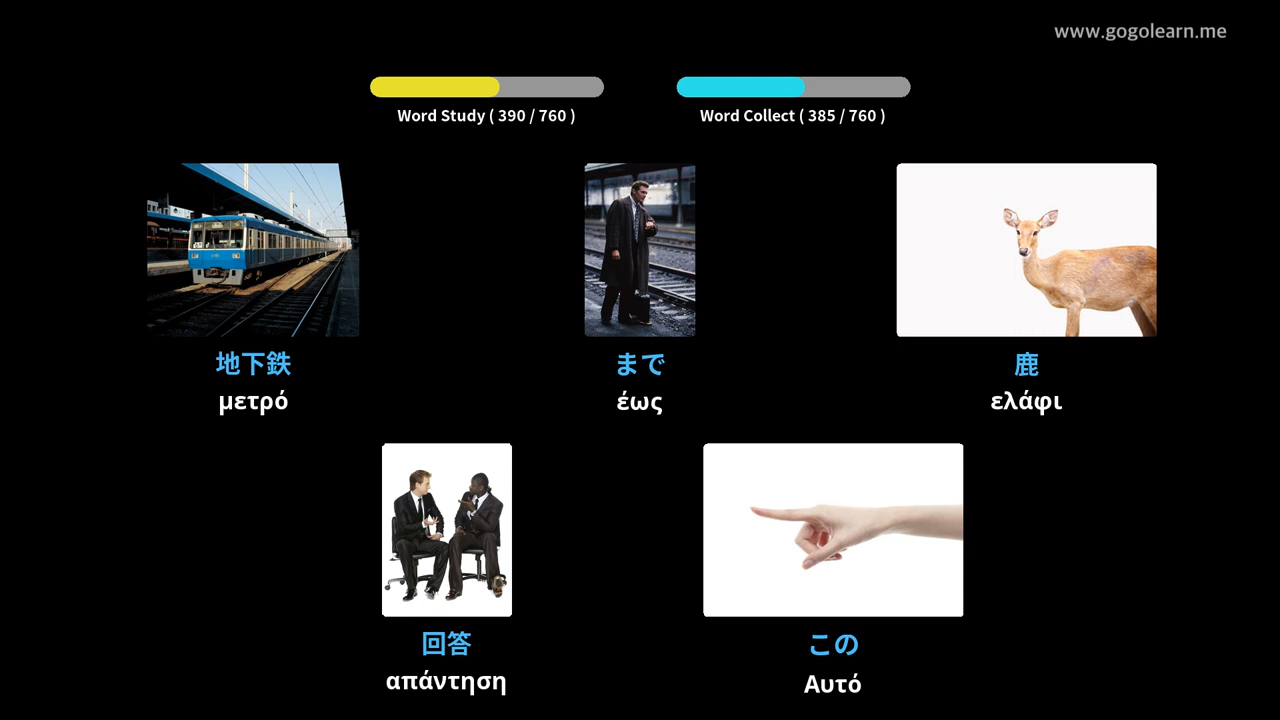 www.gogolearn.me
Word Study ( 390 / 760 )
Word Collect ( 385 / 760 )
地下鉄
μετρό
まで
έως
鹿
ελάφι
回答
απάντηση
この
Αυτό